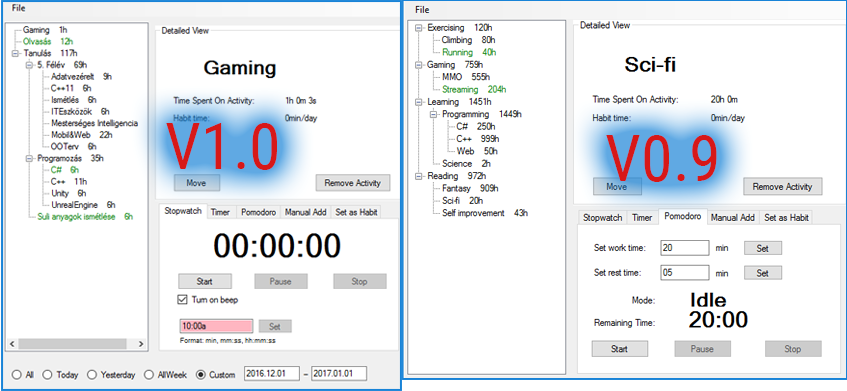 File
Gaming 1h
Olvasás 12h
Tanulás 117h
5. Félév 69h
Adatvezérelt 9h
C++11 6h
Ismétlés 6h
ITEszközök 6h
Mesterséges Intelligencia
Mobil&Web 22h
OOTerv 6h
Programozás 35h
C# 6h
C++ 11h
Unity 6h
UnrealEngine 6h
Suli anyagok ismétlése 6h
Detailed View
Gaming
Time Spent On Activity: 1h 0m 3s
Habit time: 0min/day
V1.0
Move Remove Activity
Stopwatch Timer Pomodoro Manual Add Set as Habit
00:00:00
Start Pause Stop
Turn on beep
10:00a Set
Format: min, mm:ss, hh:mm:ss
All Today Yesterday AllWeek Custom 2016.12.01 – 2017.01.01
File
Exercising 120h
Climbing 80h
Running 40h
Gaming 759h
MMO 555h
Streaming 204h
Learning 1451h
Programming 1449h
C# 250h
C++ 999h
Web 50h
Science 2h
Reading 972h
Fantasy 909h
Sci-fi 20h
Self improvement 43h
Detailed View
Sci-fi
Time Spent On Activity: 20h 0m
Habit time: 0min/day
V0.9
Move Remove Activity
Stopwatch Timer Pomodoro Manual Add Set as Habit
Set work time: 20 min Set
Set rest time: 05 min Set
Mode: Idle
Remaining Time: 20:00
Start Pause Stop